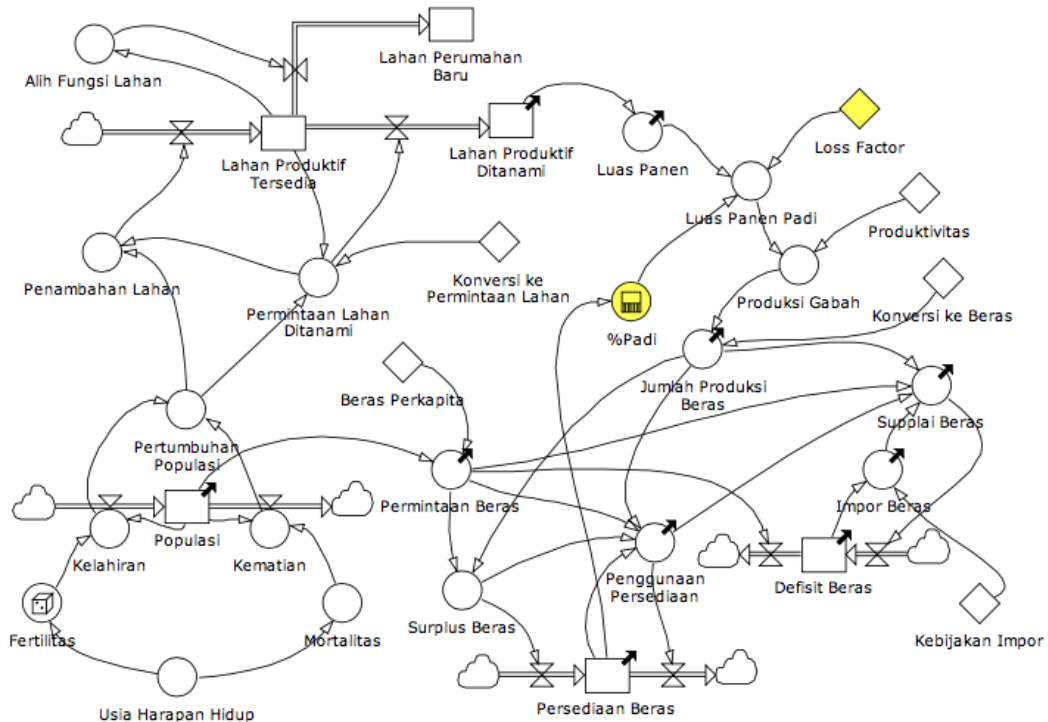 Lahan Perumahan
Baru
Alih Fungsi Lahan
Lahan Produktif
Tersedia
Lahan Produktif
Ditanami
Luas Panen
Loss Factor
Luas Panen Padi
Produktivitas
Penambahan Lahan
Permintaan Lahan
Ditanami
Konversi ke
Permintaan Lahan
%Padi
Produksi Gabah
Konversi ke Beras
Beras Perkapita
Jumlah Produksi
Beras
Supplai Beras
Pertumbuhan
Populasi
Permintaan Beras
Impor Beras
Populasi
Kelahiran
Kematian
Penggunaan
Persediaan
Defisit Beras
Fertilitas
Mortalitas
Surplus Beras
Kebijakan Impor
Usia Harapan Hidup
Persediaan Beras